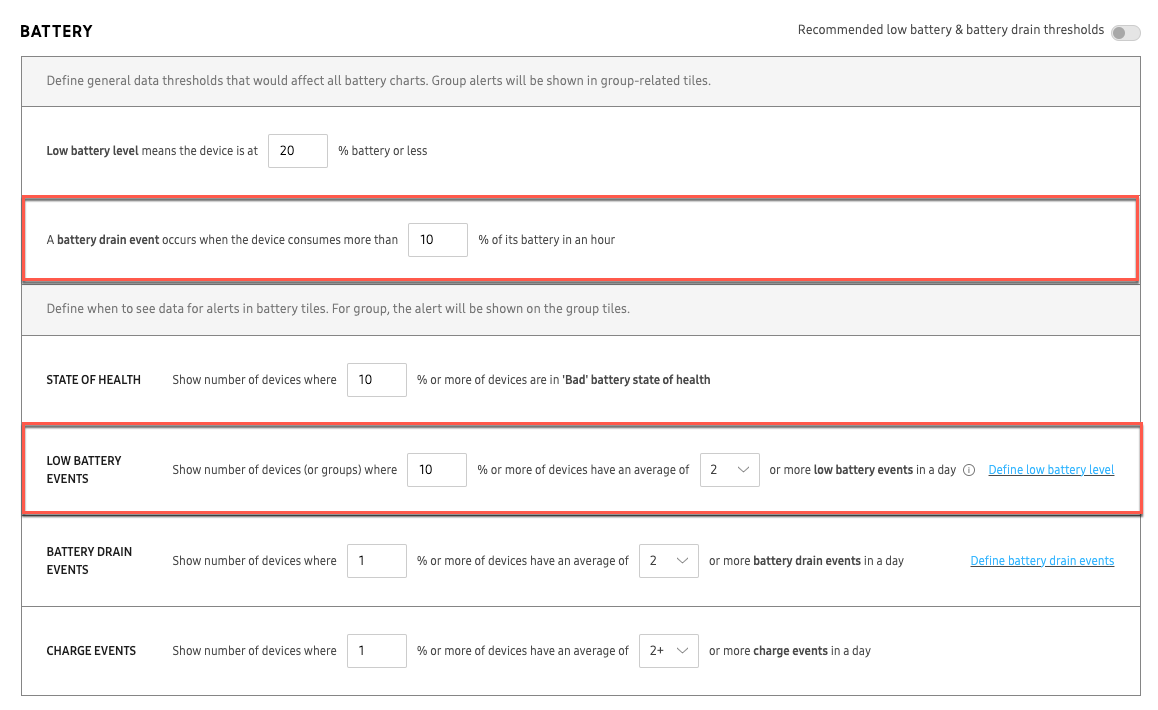 BATTERY
Recommended low battery & battery drain thresholds
Define general data thresholds that would affect all battery charts. Group alerts will be shown in group-related tiles.
Low battery level means the device is at 20 % battery or less
A battery drain event occurs when the device consumes more than 10 % of its battery in an hour
Define when to see data for alerts in battery tiles. For group, the alert will be shown on the group tiles.
STATE OF HEALTH Show number of devices where 10 % or more of devices are in 'Bad' battery state of health
LOW BATTERY
EVENTS
Show number of devices (or groups) where 10 % or more of devices have an average of 2 or more low battery events in a day Define low battery level
BATTERY DRAIN
EVENTS
Show number of devices where 1 % or more of devices have an average of 2 or more battery drain events in a day Define battery drain events
CHARGE EVENTS Show number of devices where 1 % or more of devices have an average of 2+ or more charge events in a day